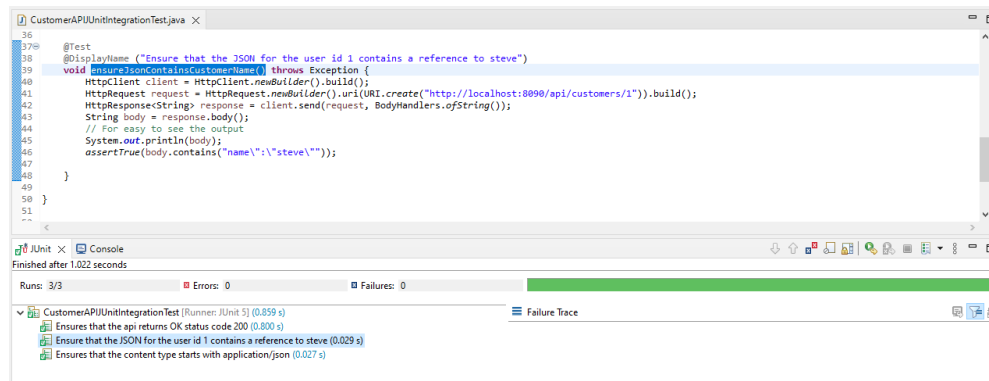 CustomerAPIJUnitIntegrationTest.java
36
37 @Test
38 @DisplayName ("Ensure that the JSON for the user id 1 contains a reference to steve")
39 void ensureJsonContainsCustomerName() throws Exception {
40 HttpClient client = HttpClient.newBuilder().build();
41 HttpRequest request = HttpRequest.newBuilder().uri(URI.create("http://localhost:8090/api/customers/1")).build();
42 HttpResponse<String> response = client.send(request, BodyHandlers.ofString());
43 String body = response.body();
44 // For easy to see the output
45 System.out.println(body);
46 assertTrue(body.contains("name\":\"steve\""));
47
48 }
49
50 }
51
JUnit Console
Finished after 1.022 seconds
Runs: 3/3 Errors: 0 Failures: 0
CustomerAPIJUnitIntegrationTest [Runner: JUnit 5] (0.859 s) Failure Trace
Ensures that the api returns OK status code 200 (0.800 s)
Ensure that the JSON for the user id 1 contains a reference to steve (0.029 s)
Ensures that the content type starts with application/json (0.027 s)